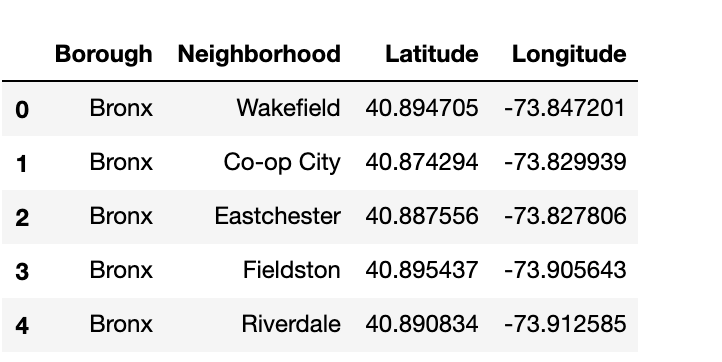 Borough Neighborhood Latitude Longitude
0 Bronx Wakefield 40.894705 -73.847201
1 Bronx Co-op City 40.874294 -73.829939
2 Bronx Eastchester 40.887556 -73.827806
3 Bronx Fieldston 40.895437 -73.905643
4 Bronx Riverdale 40.890834 -73.912585